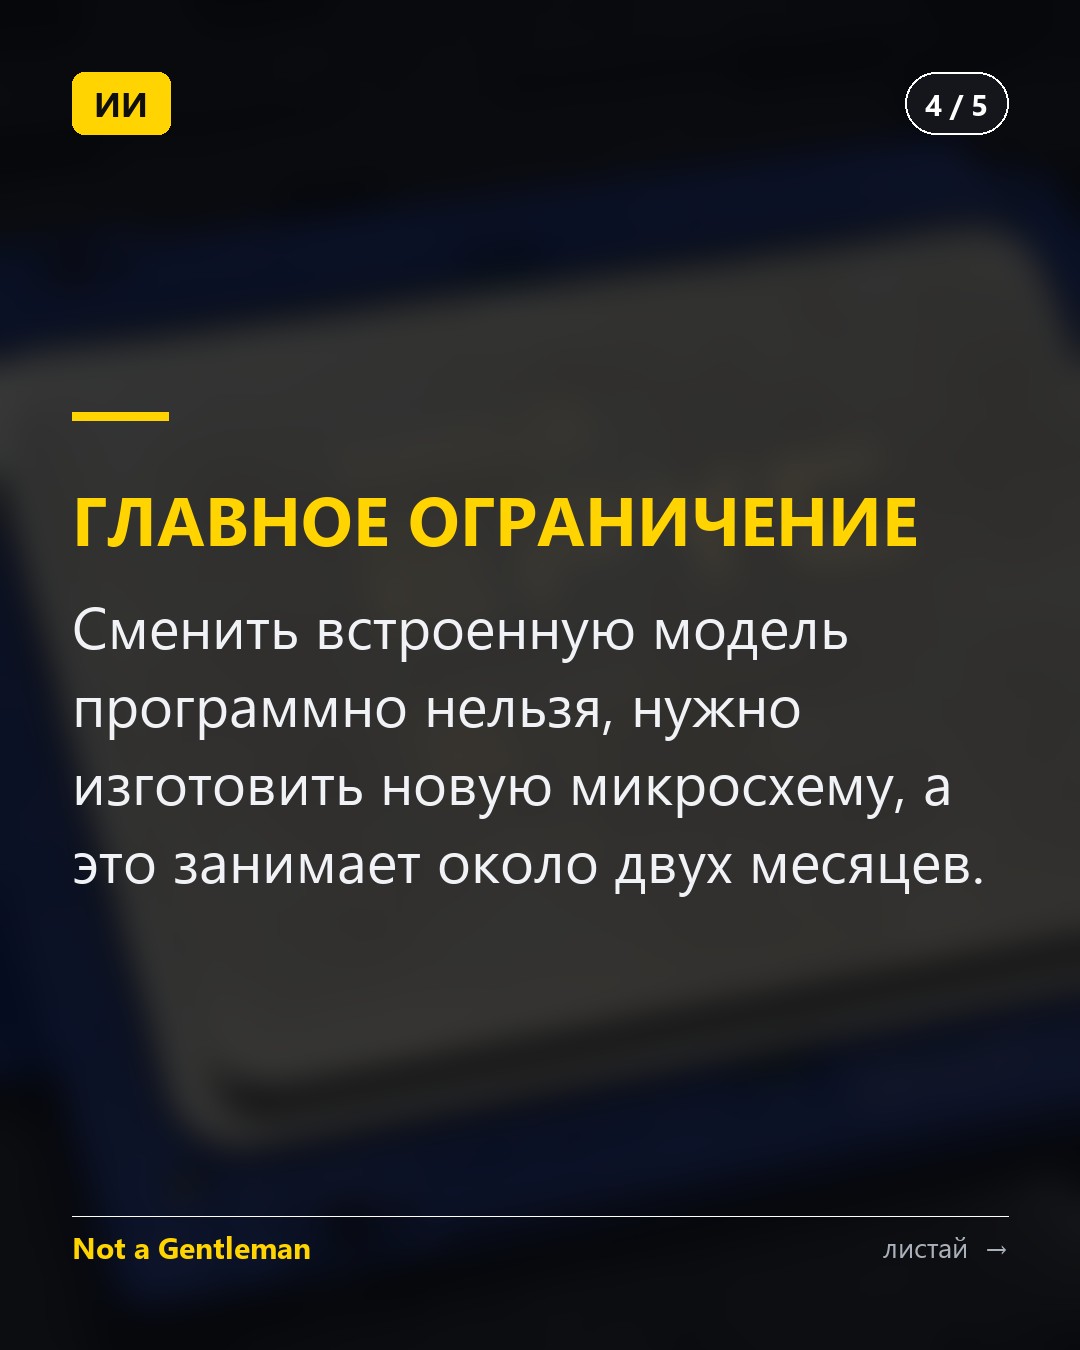 ИИ
4 / 5
ГЛАВНОЕ ОГРАНИЧЕНИЕ
Сменить встроенную модель
программно нельзя, нужно
изготовить новую микросхему, а
это занимает около двух месяцев.
Not a Gentleman
листай →